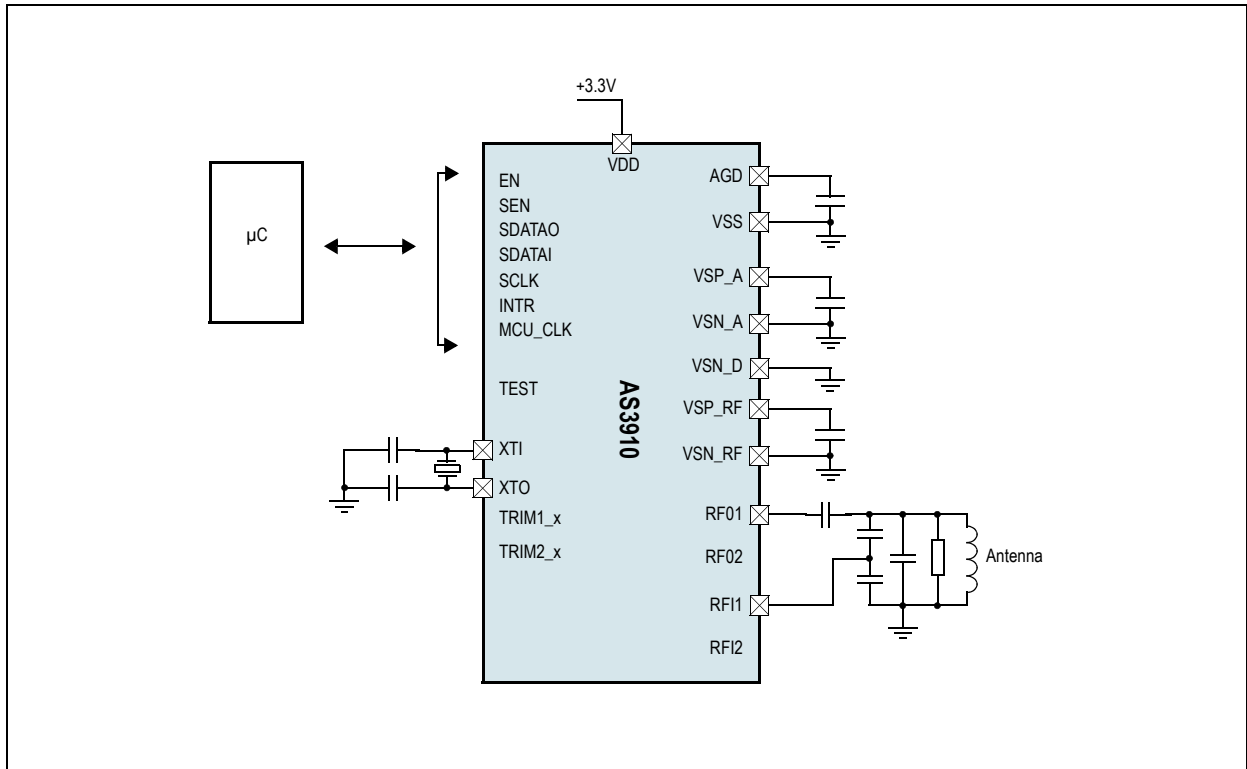 +3.3V
VDD
µC
EN
SEN
SDATAO
SDATAI
SCLK
INTR
MCU_CLK
TEST
XTI
XTO
TRIM1_x
TRIM2_x
AS3910
AGD
VSS
VSP_A
VSN_A
VSN_D
VSP_RF
VSN_RF
RF01
RF02
RFI1
RFI2
Antenna